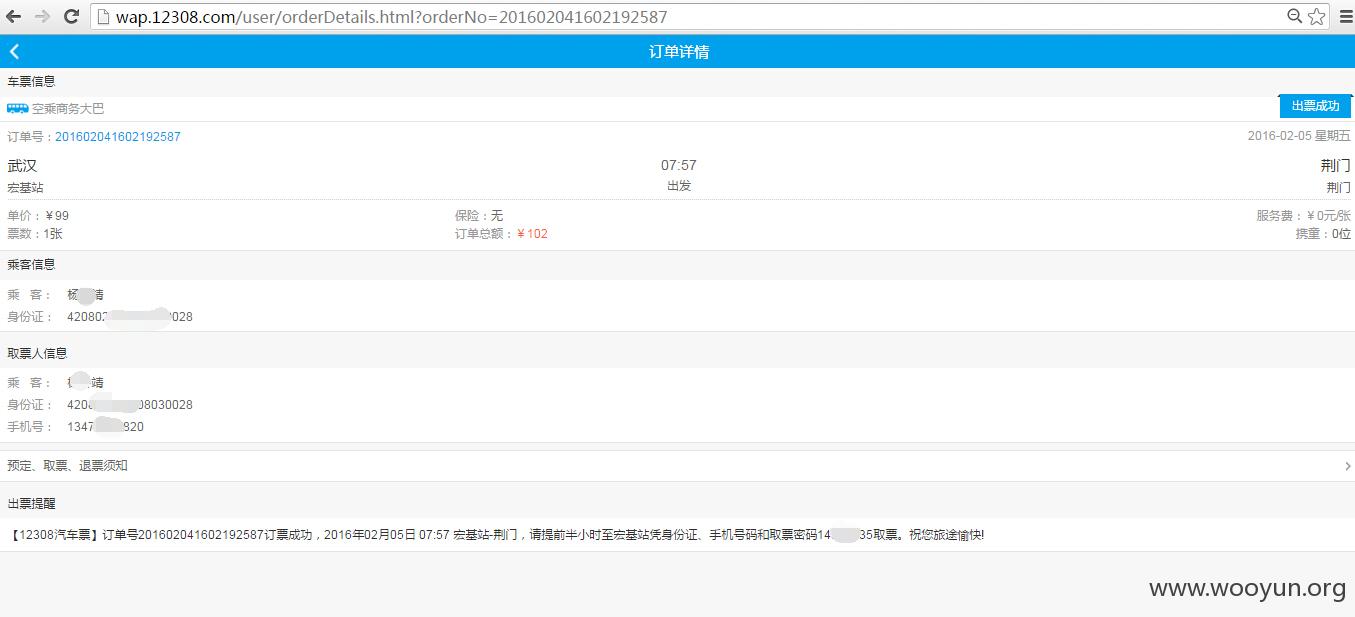 wap.12308.com/user/orderDetails.html?orderNo=201602041602192587
订单详情
车票信息
空乘商务大巴
出票成功
订单号：201602041602192587
2016-02-05 星期五
武汉
07:57
荆门
宏基站
出发
荆门
单价：￥99
保险：无
服务费：￥0元/张
票数：1张
订单总额：￥102
携童：0位
乘客信息
乘 客： 杨 靖
身份证： 420802 028
取票人信息
乘 客： 靖
身份证： 420 08030028
手机号： 1347 820
预定、取票、退票须知
出票提醒
【12308汽车票】订单号201602041602192587订票成功，2016年02月05日 07:57 宏基站-荆门，请提前半小时至宏基站凭身份证、手机号码和取票密码14 35取票。祝您旅途愉快!
www.wooyun.org